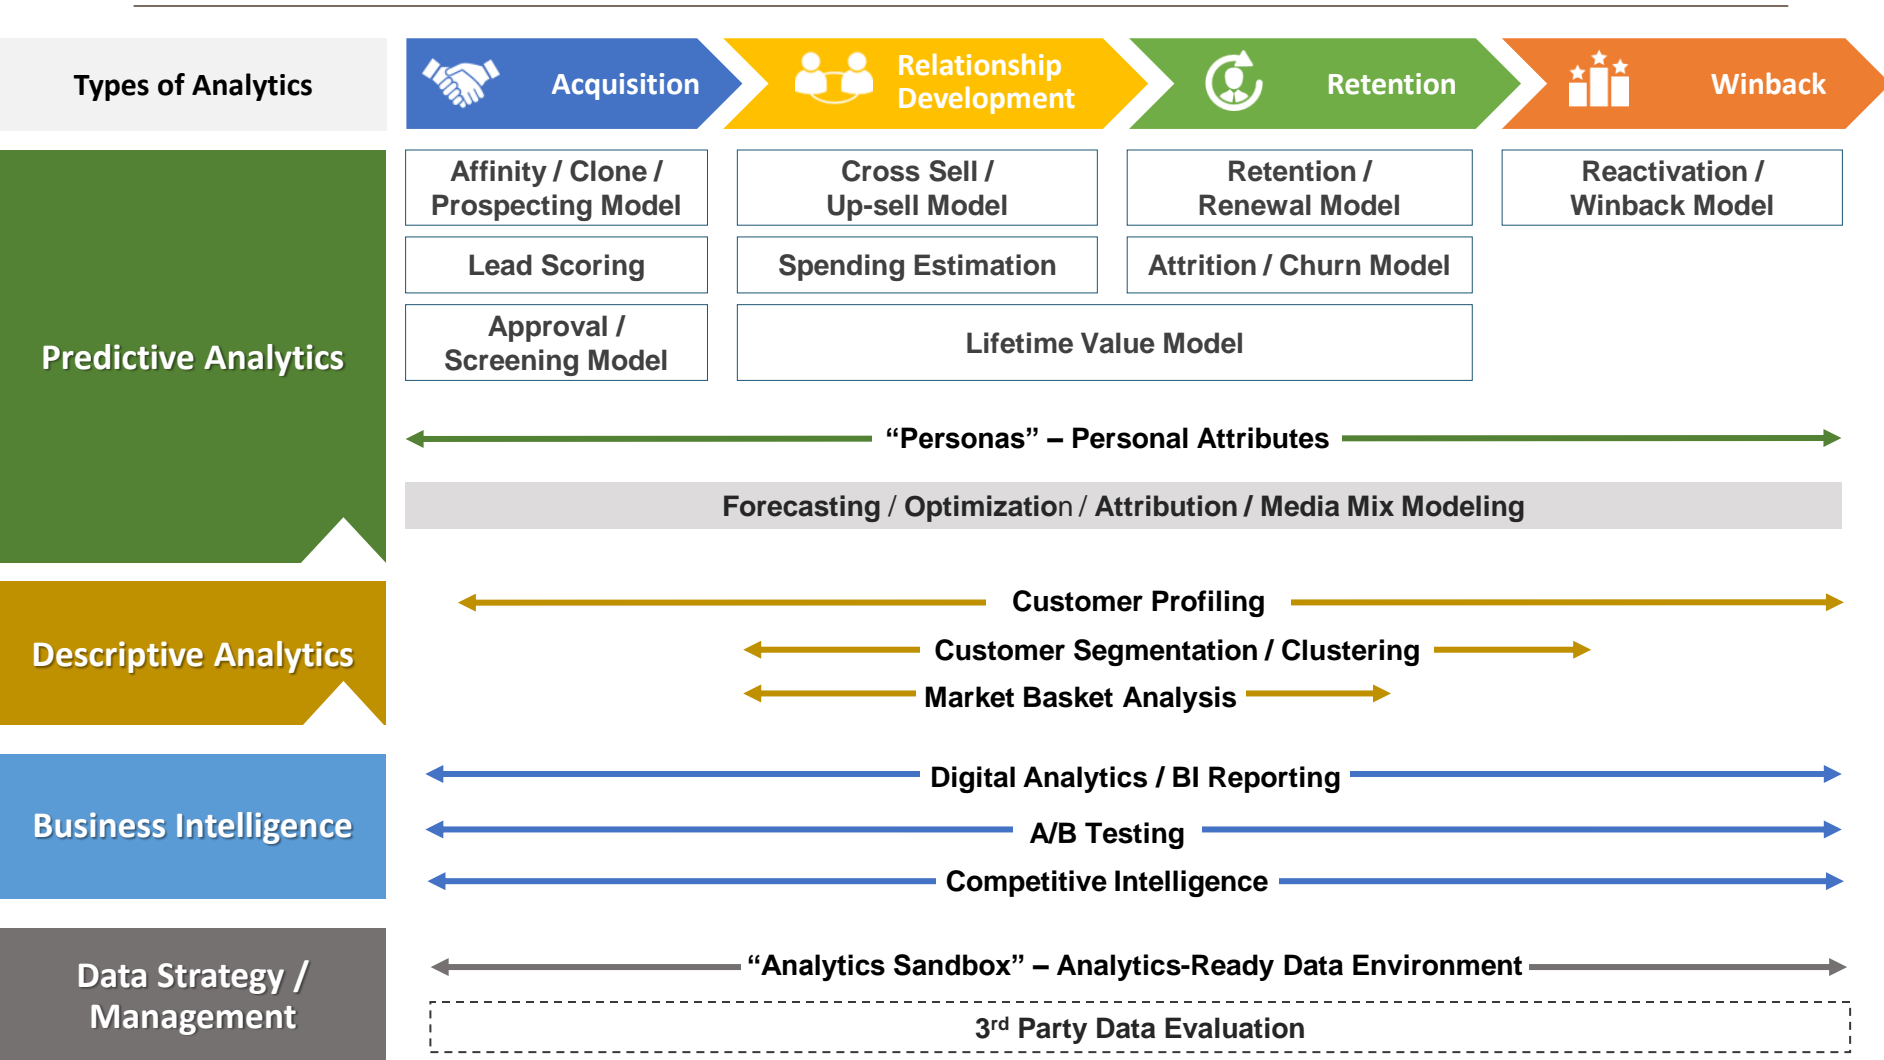 Types of Analytics
Acquisition
Relationship
Development
Retention
Winback
Predictive Analytics
Affinity / Clone /
Prospecting Model
Cross Sell /
Up-sell Model
Retention /
Renewal Model
Reactivation /
Winback Model
Lead Scoring
Spending Estimation
Attrition / Churn Model
Approval /
Screening Model
Lifetime Value Model
“Personas” – Personal Attributes
Forecasting / Optimization / Attribution / Media Mix Modeling
Descriptive Analytics
Customer Profiling
Customer Segmentation / Clustering
Market Basket Analysis
Business Intelligence
Digital Analytics / BI Reporting
A/B Testing
Competitive Intelligence
Data Strategy /
Management
“Analytics Sandbox” – Analytics-Ready Data Environment
3rd Party Data Evaluation